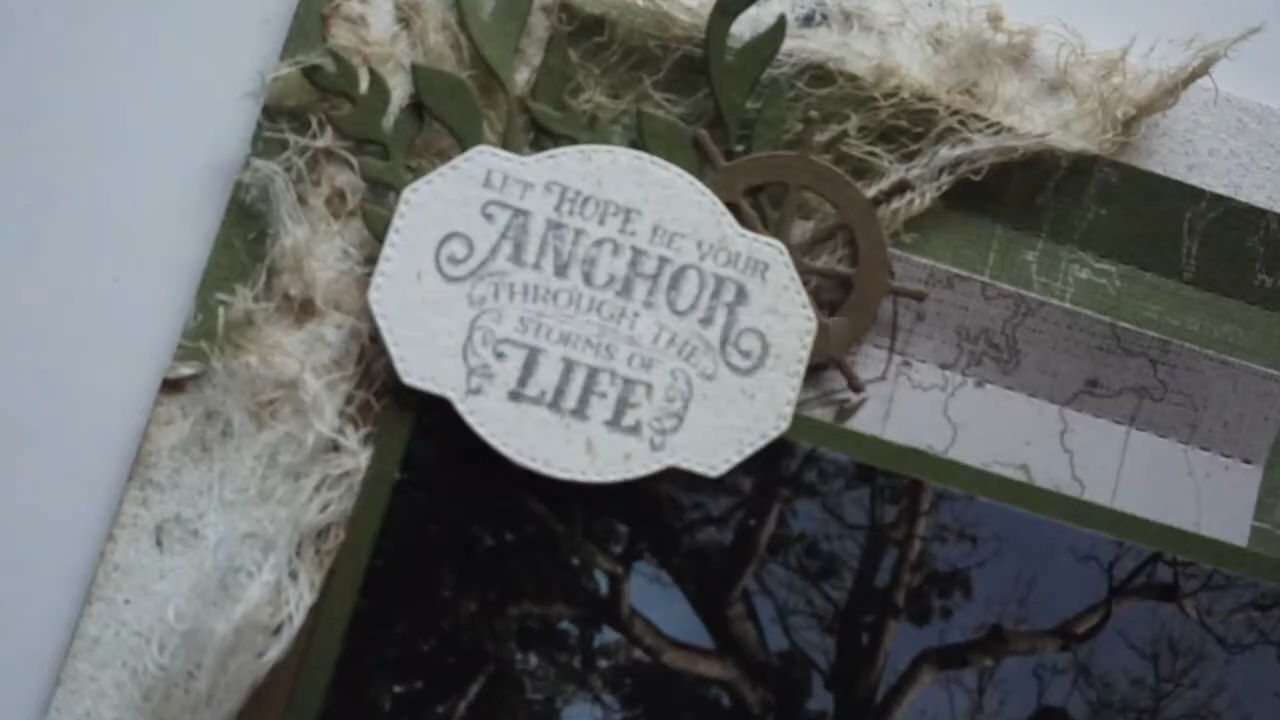 LET HOPE BE YOUR
ANCHOR
THROUGH THE
STORMS OF
LIFE